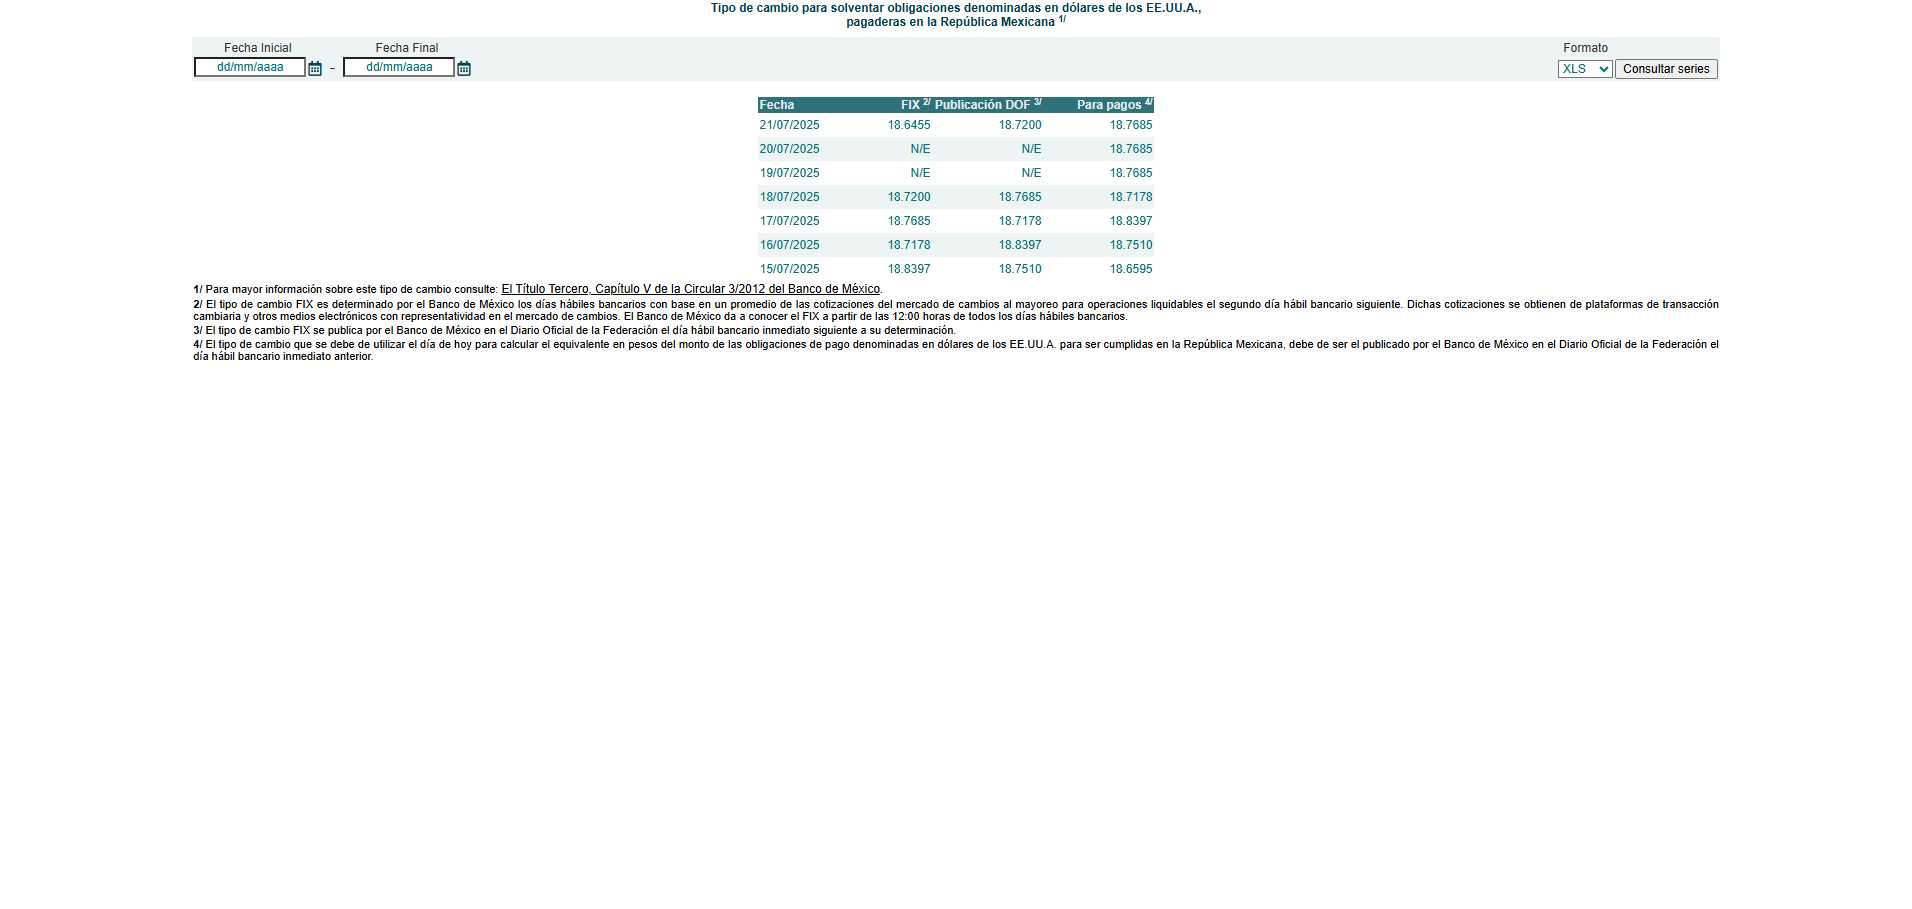 Tipo de cambio para solventar obligaciones denominadas en dólares de los EE.UU.A.,
pagaderas en la República Mexicana 1/
Fecha Inicial Fecha Final Formato
dd/mm/aaaa - dd/mm/aaaa XLS Consultar series
Fecha FIX 2/ Publicación DOF 3/ Para pagos 4/
21/07/2025 18.6455 18.7200 18.7685
20/07/2025 N/E N/E 18.7685
19/07/2025 N/E N/E 18.7685
18/07/2025 18.7200 18.7685 18.7178
17/07/2025 18.7685 18.7178 18.8397
16/07/2025 18.7178 18.8397 18.7510
15/07/2025 18.8397 18.7510 18.6595
1/ Para mayor información sobre este tipo de cambio consulte: El Título Tercero, Capítulo V de la Circular 3/2012 del Banco de México.
2/ El tipo de cambio FIX es determinado por el Banco de México los días hábiles bancarios con base en un promedio de las cotizaciones del mercado de cambios al mayoreo para operaciones liquidables el segundo día hábil bancario siguiente. Dichas cotizaciones se obtienen de plataformas de transacción
cambiaria y otros medios electrónicos con representatividad en el mercado de cambios. El Banco de México da a conocer el FIX a partir de las 12:00 horas de todos los días hábiles bancarios.
3/ El tipo de cambio FIX se publica por el Banco de México en el Diario Oficial de la Federación el día hábil bancario inmediato siguiente a su determinación.
4/ El tipo de cambio que se debe de utilizar el día de hoy para calcular el equivalente en pesos del monto de las obligaciones de pago denominadas en dólares de los EE.UU.A. para ser cumplidas en la República Mexicana, debe de ser el publicado por el Banco de México en el Diario Oficial de la Federación el
día hábil bancario inmediato anterior.